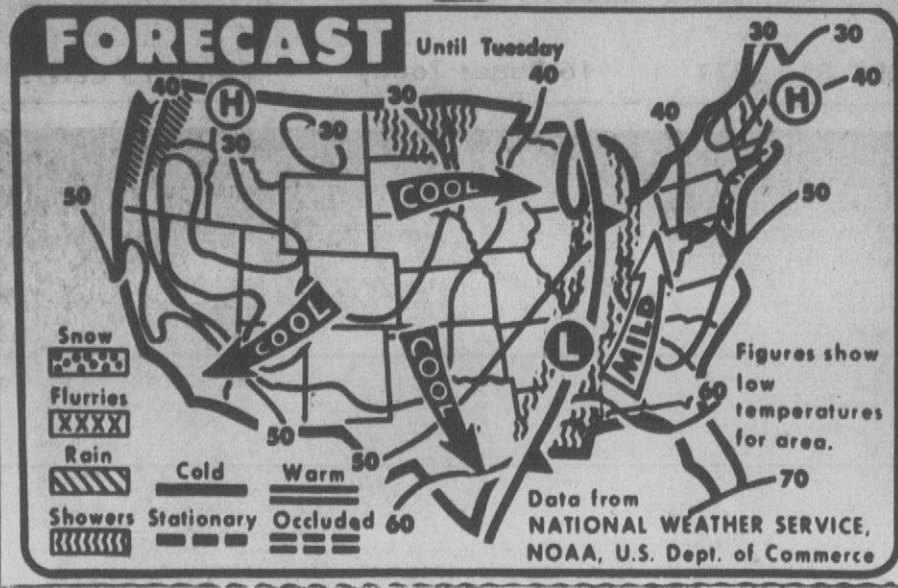 FORECAST
Until Tuesday
30
30
40
H
30
30
30
40
40
H
40
50
50
COOL
COOL
COOL
L
MILD
60
50
50
60
70
Snow
Flurries
XXXX
Rain
Showers
Cold
Warm
Stationary
Occluded
Figures show
low
temperatures
for area.
Data from
NATIONAL WEATHER SERVICE,
NOAA, U.S. Dept. of Commerce